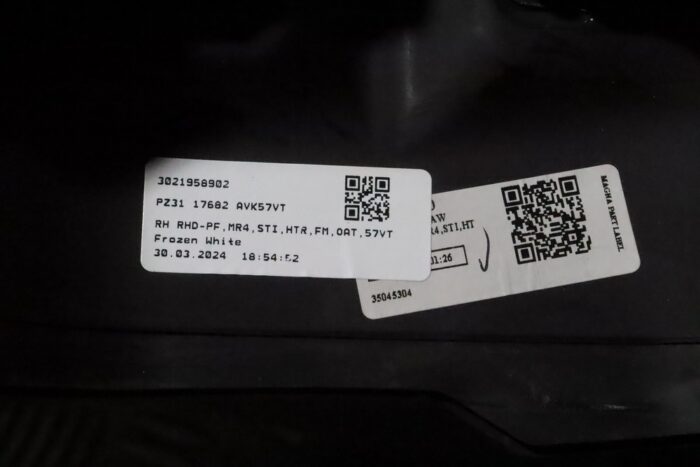 3021958902
PZ31 17682 AVK57VT
RH RHD-PF,MR4,STI,HTR,FM,OAT,57VT
Frozen White
30.03.2024 18:54:52
AW
R4,STI,HT
01:26
35045304
MAGNA PART LABEL